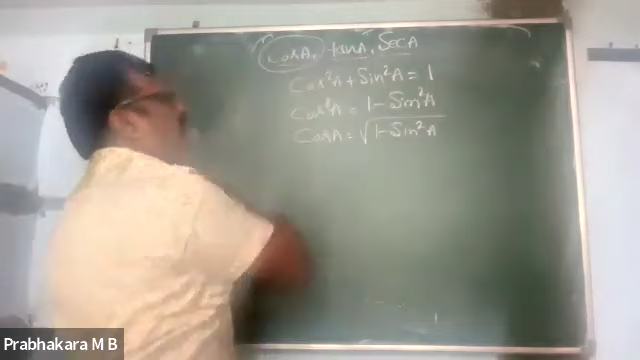 cosA, tanA, SecA
Cos²A + Sin²A = 1
Cos²A = 1 - Sin²A
CosA = √1 - Sin²A
Prabhakara M B